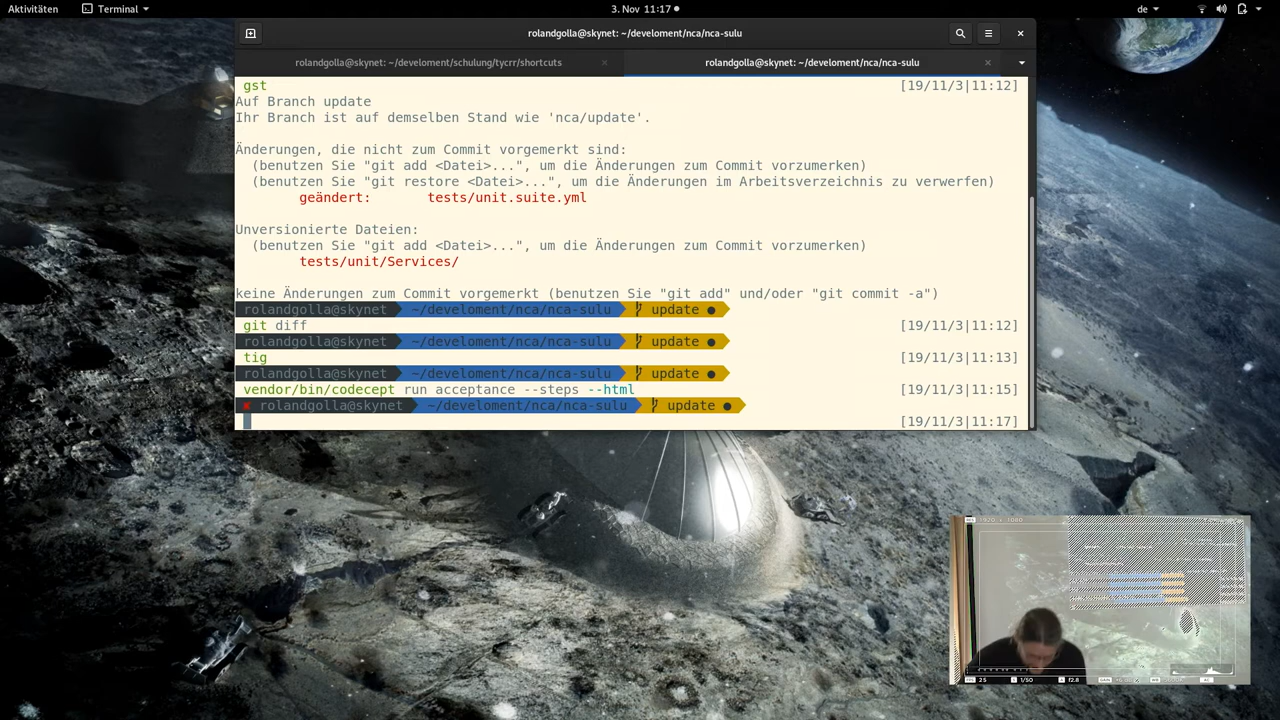 Aktivitäten Terminal 3. Nov 11:17 de
rolandgolla@skynet: ~/develoment/nca/nca-sulu
rolandgolla@skynet: ~/develoment/schulung/tycrr/shortcuts rolandgolla@skynet: ~/develoment/nca/nca-sulu
gst [19/11/3|11:12]
Auf Branch update
Ihr Branch ist auf demselben Stand wie 'nca/update'.
Änderungen, die nicht zum Commit vorgemerkt sind:
(benutzen Sie "git add <Datei>...", um die Änderungen zum Commit vorzumerken)
(benutzen Sie "git restore <Datei>...", um die Änderungen im Arbeitsverzeichnis zu verwerfen)
geändert: tests/unit.suite.yml
Unversionierte Dateien:
(benutzen Sie "git add <Datei>...", um die Änderungen zum Commit vorzumerken)
tests/unit/Services/
keine Änderungen zum Commit vorgemerkt (benutzen Sie "git add" und/oder "git commit -a")
rolandgolla@skynet ~/develoment/nca/nca-sulu update ●
git diff [19/11/3|11:12]
rolandgolla@skynet ~/develoment/nca/nca-sulu update ●
tig [19/11/3|11:13]
rolandgolla@skynet ~/develoment/nca/nca-sulu update ●
vendor/bin/codecept run acceptance --steps --html [19/11/3|11:15]
rolandgolla@skynet ~/develoment/nca/nca-sulu update ●
[19/11/3|11:17]
1920 x 1080
25 1/50 f2.8